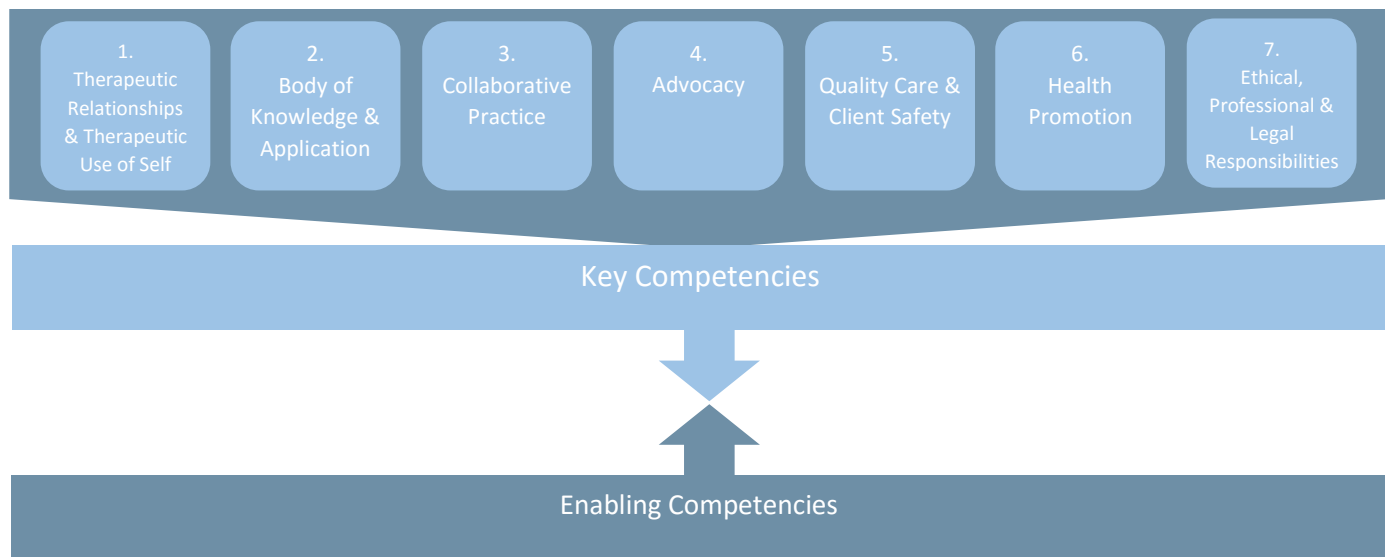 1.
Therapeutic
Relationships
& Therapeutic
Use of Self
2.
Body of
Knowledge &
Application
3.
Collaborative
Practice
4.
Advocacy
5.
Quality Care &
Client Safety
6.
Health
Promotion
7.
Ethical,
Professional &
Legal
Responsibilities
Key Competencies
Enabling Competencies